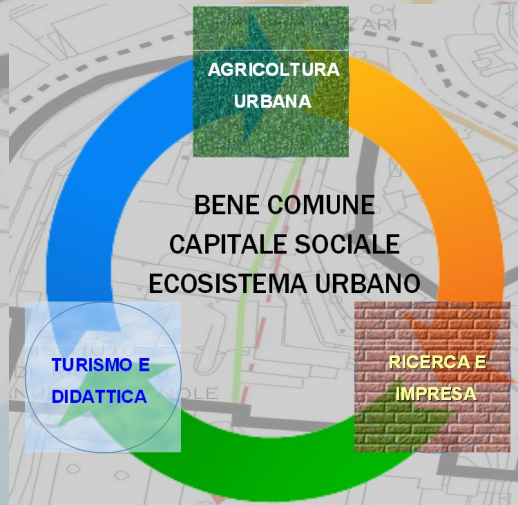 AGRICOLTURA
URBANA
BENE COMUNE
CAPITALE SOCIALE
ECOSISTEMA URBANO
TURISMO E
DIDATTICA
RICERCA E
IMPRESA